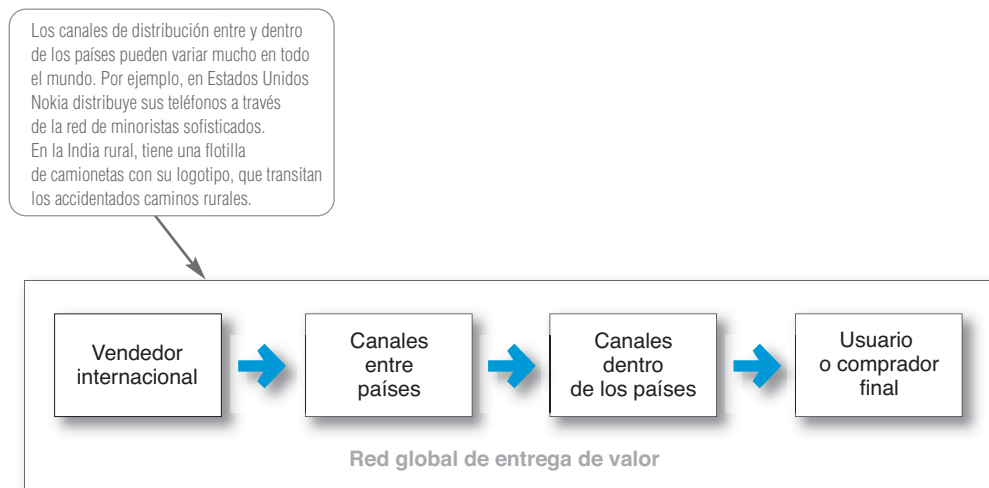 Los canales de distribución entre y dentro
de los países pueden variar mucho en todo
el mundo. Por ejemplo, en Estados Unidos
Nokia distribuye sus teléfonos a través
de la red de minoristas sofisticados.
En la India rural, tiene una flotilla
de camionetas con su logotipo, que transitan
los accidentados caminos rurales.
Vendedor
internacional
Canales
entre
países
Canales
dentro
de los países
Usuario
o comprador
final
Red global de entrega de valor